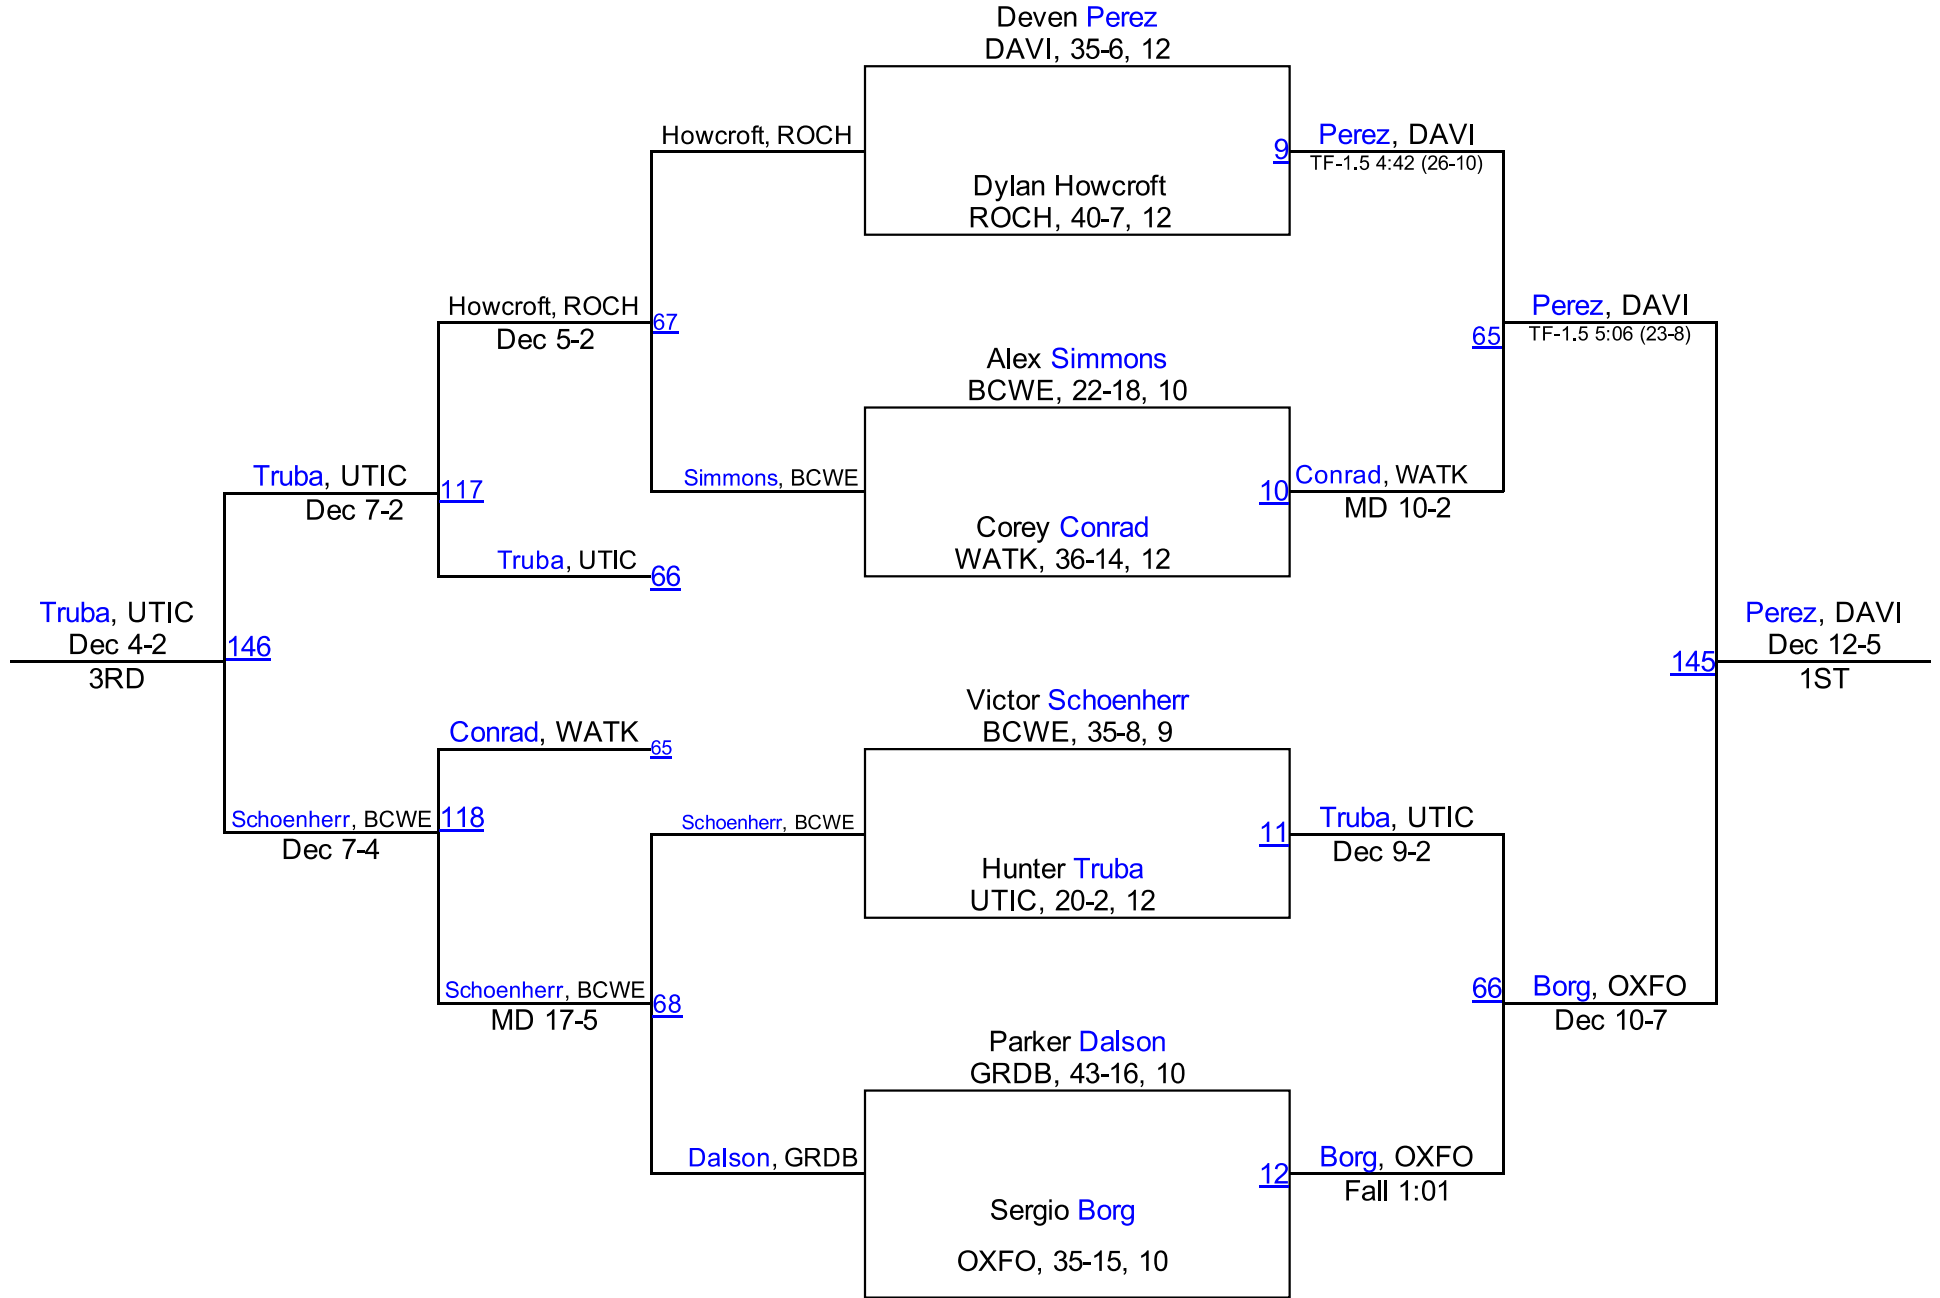 Deven Perez
DAVI, 35-6, 12
Howcroft, ROCH
9
Perez, DAVI
TF-1.5 4:42 (26-10)
Dylan Howcroft
ROCH, 40-7, 12
Howcroft, ROCH
Dec 5-2
67
Perez, DAVI
TF-1.5 5:06 (23-8)
65
Alex Simmons
BCWE, 22-18, 10
Truba, UTIC
Dec 7-2
117
Simmons, BCWE
10
Conrad, WATK
MD 10-2
Corey Conrad
WATK, 36-14, 12
Truba, UTIC
66
Truba, UTIC
Dec 4-2
3RD
146
Perez, DAVI
Dec 12-5
1ST
145
Victor Schoenherr
BCWE, 35-8, 9
Conrad, WATK
65
Schoenherr, BCWE
Dec 7-4
118
Schoenherr, BCWE
11
Truba, UTIC
Dec 9-2
Hunter Truba
UTIC, 20-2, 12
Schoenherr, BCWE
MD 17-5
68
66
Borg, OXFO
Dec 10-7
Parker Dalson
GRDB, 43-16, 10
Dalson, GRDB
12
Borg, OXFO
Fall 1:01
Sergio Borg
OXFO, 35-15, 10